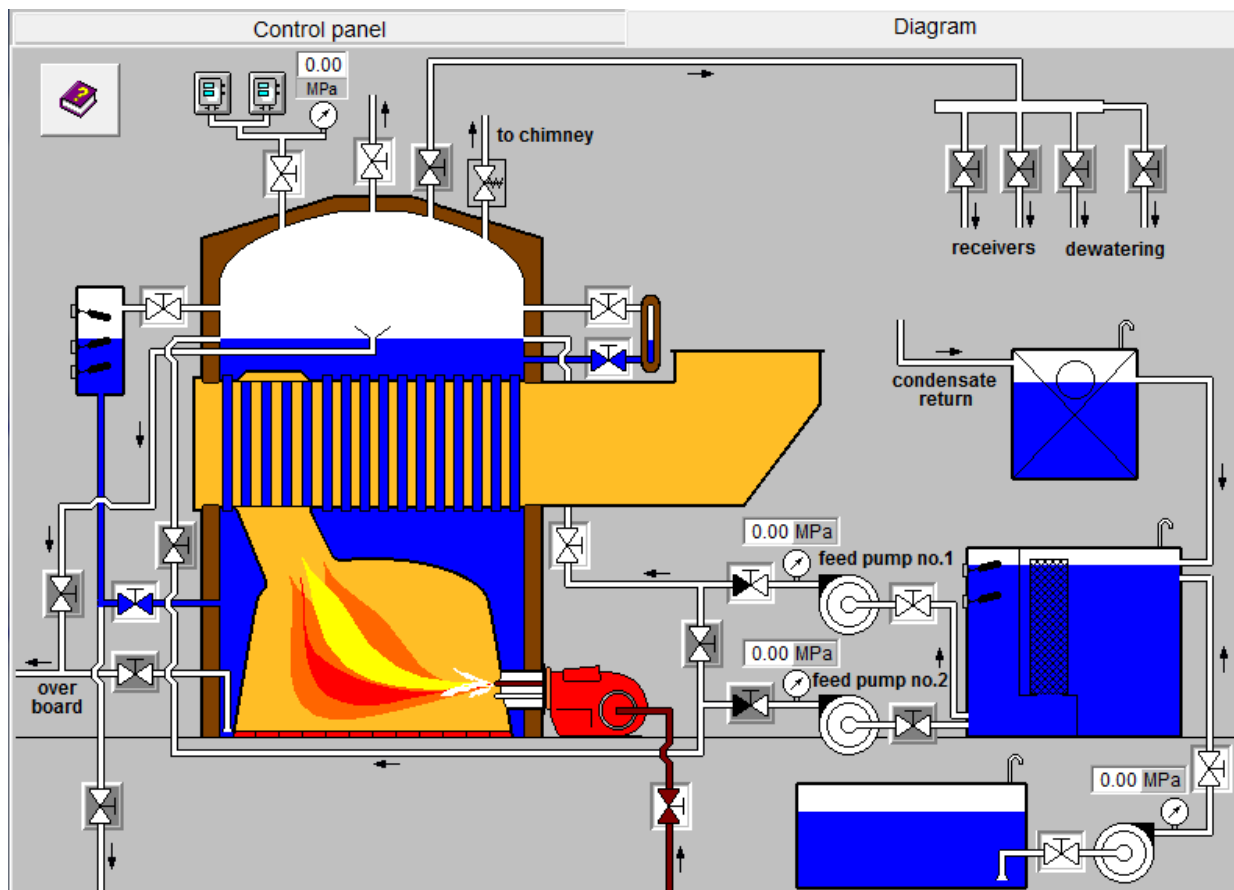 Control panel
Diagram
0.00
MPa
?
to chimney
receivers
dewatering
condensate
return
0.00 MPa
feed pump no.1
0.00 MPa
feed pump no.2
over
board
0.00 MPa